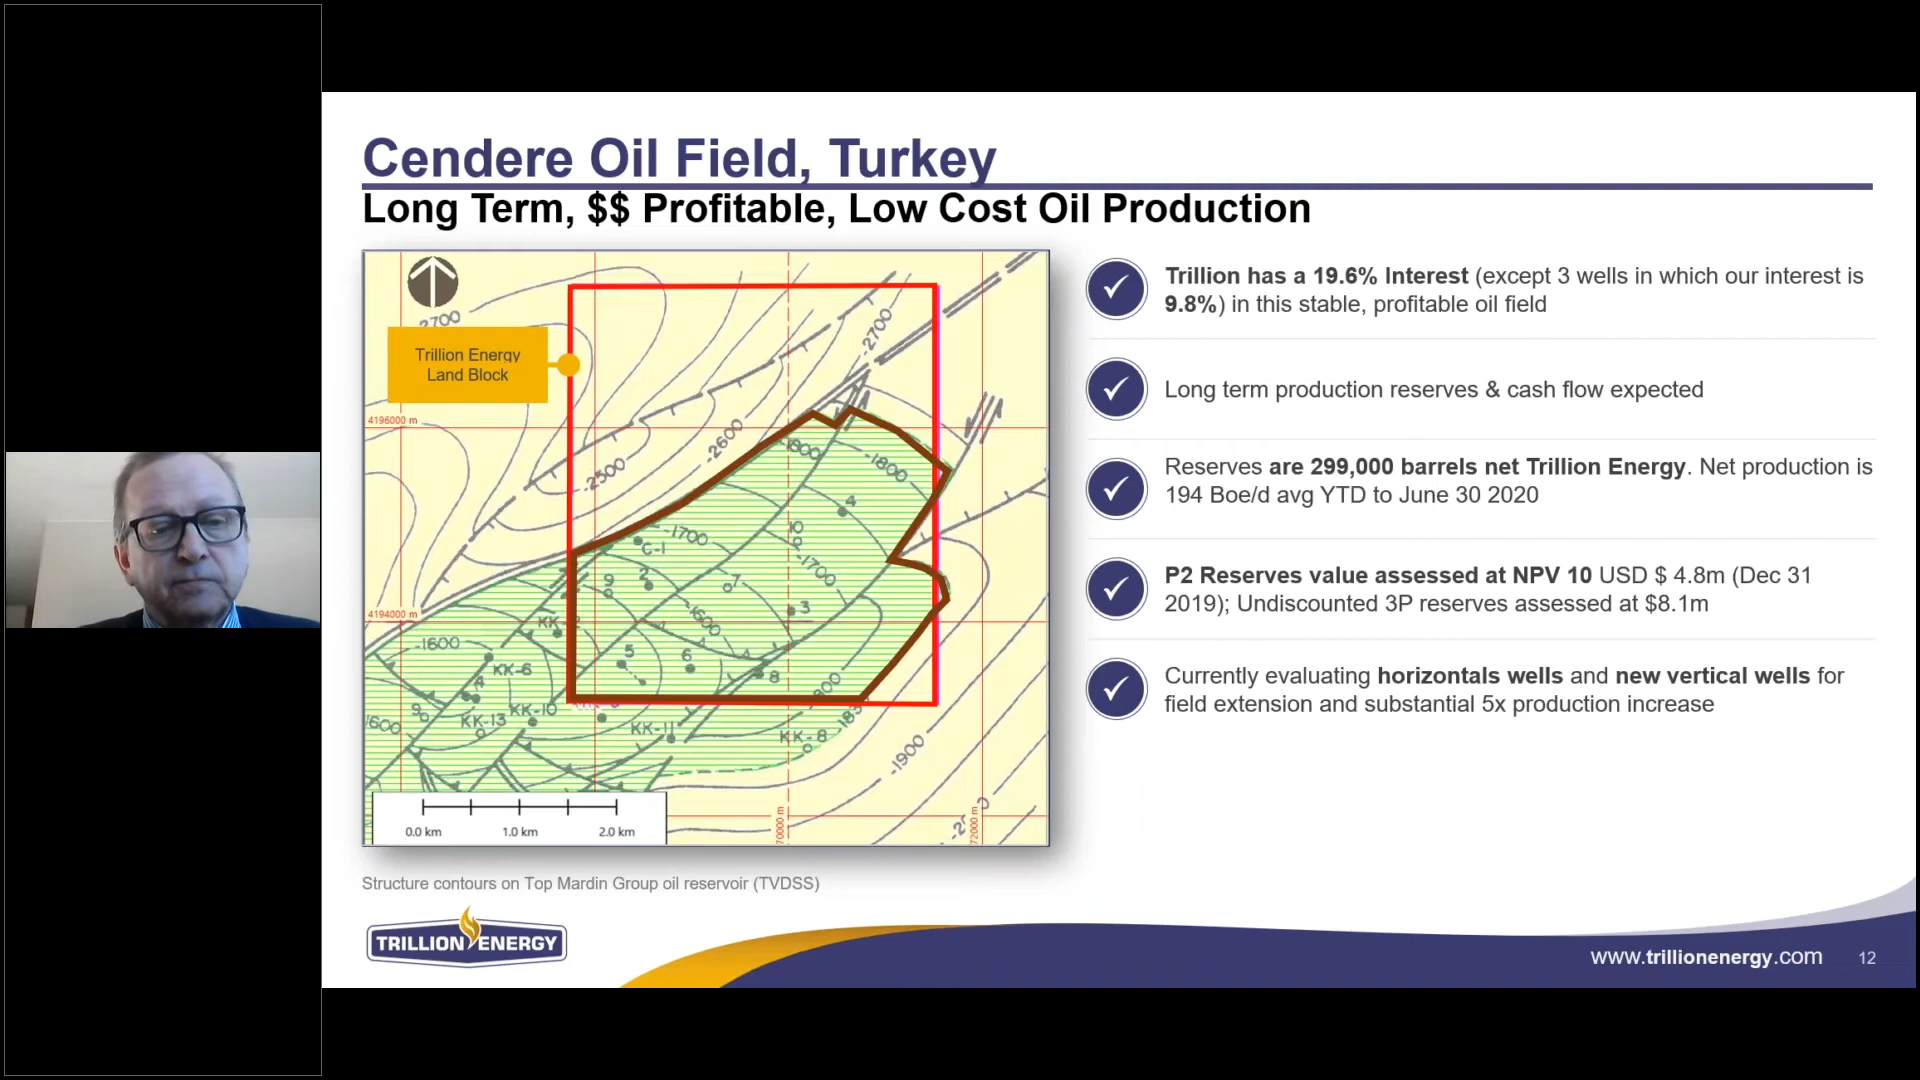 Cendere Oil Field, Turkey
Long Term, $$ Profitable, Low Cost Oil Production
2700
Trillion Energy
Land Block
-2700
4196000 m
-2600
-2500
-1800
-1800
4
10
-1700
C-1
-1700
9
2
7
3
4194000 m
KK-2
-1600
-1600
5
6
8
KK-6
4
9
KK-13
KK-10
1600
KK-11
KK-8
-1900
70000 m
72000 m
0.0 km
1.0 km
2.0 km
Structure contours on Top Mardin Group oil reservoir (TVDSS)
Trillion has a 19.6% Interest (except 3 wells in which our interest is
9.8%) in this stable, profitable oil field
Long term production reserves & cash flow expected
Reserves are 299,000 barrels net Trillion Energy. Net production is
194 Boe/d avg YTD to June 30 2020
P2 Reserves value assessed at NPV 10 USD $ 4.8m (Dec 31
2019); Undiscounted 3P reserves assessed at $8.1m
Currently evaluating horizontals wells and new vertical wells for
field extension and substantial 5x production increase
TRILLION ENERGY
www.trillionenergy.com
12